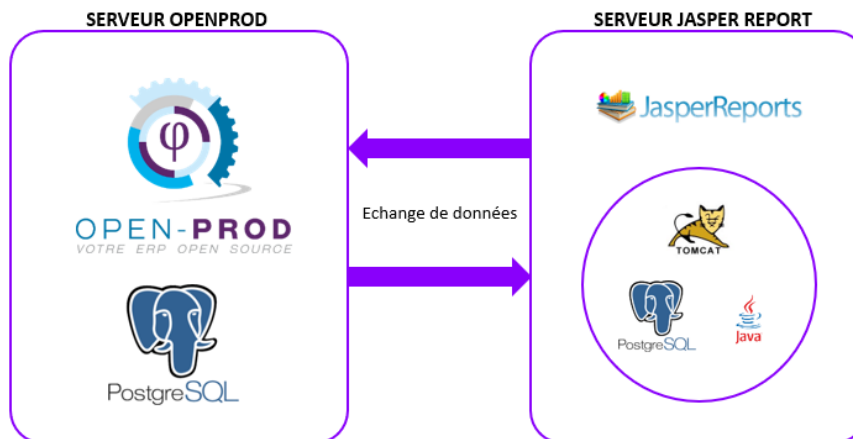 SERVEUR OPENPROD
SERVEUR JASPER REPORT
φ
OPEN-PROD
VOTRE ERP OPEN SOURCE
PostgreSQL
Echange de données
JasperReports
TOMCAT
PostgreSQL
Java